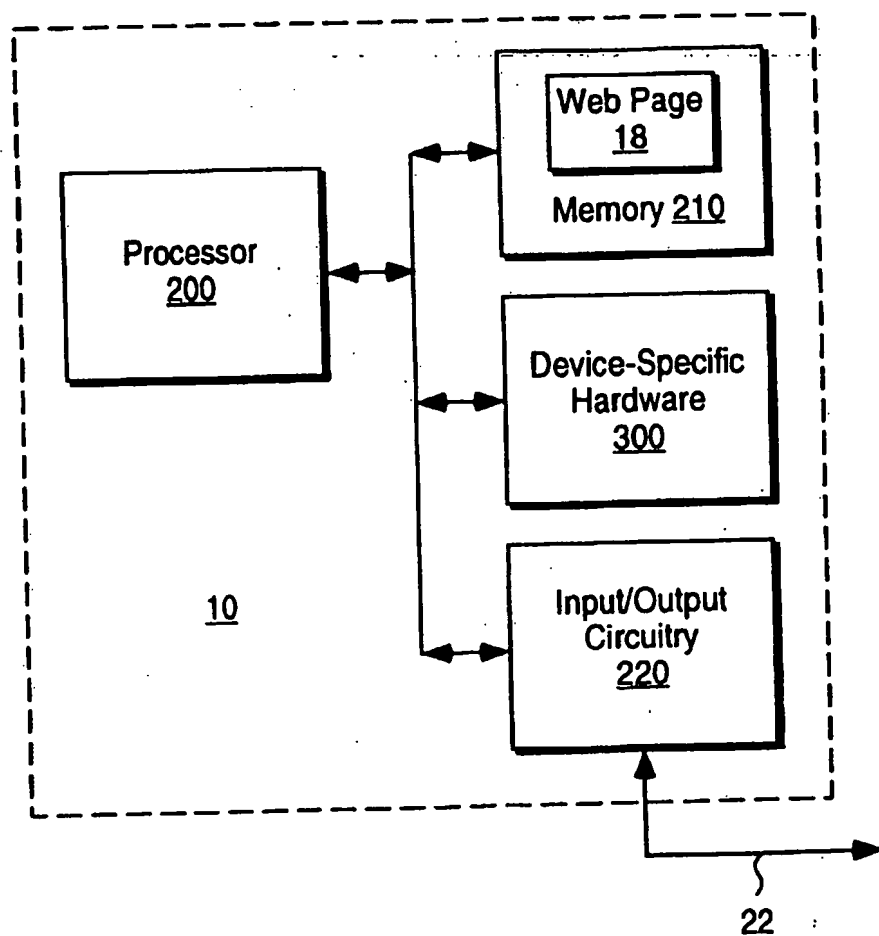 Web Page
18
Memory 210
Processor
200
Device-Specific
Hardware
300
10
Input/Output
Circuitry
220
22